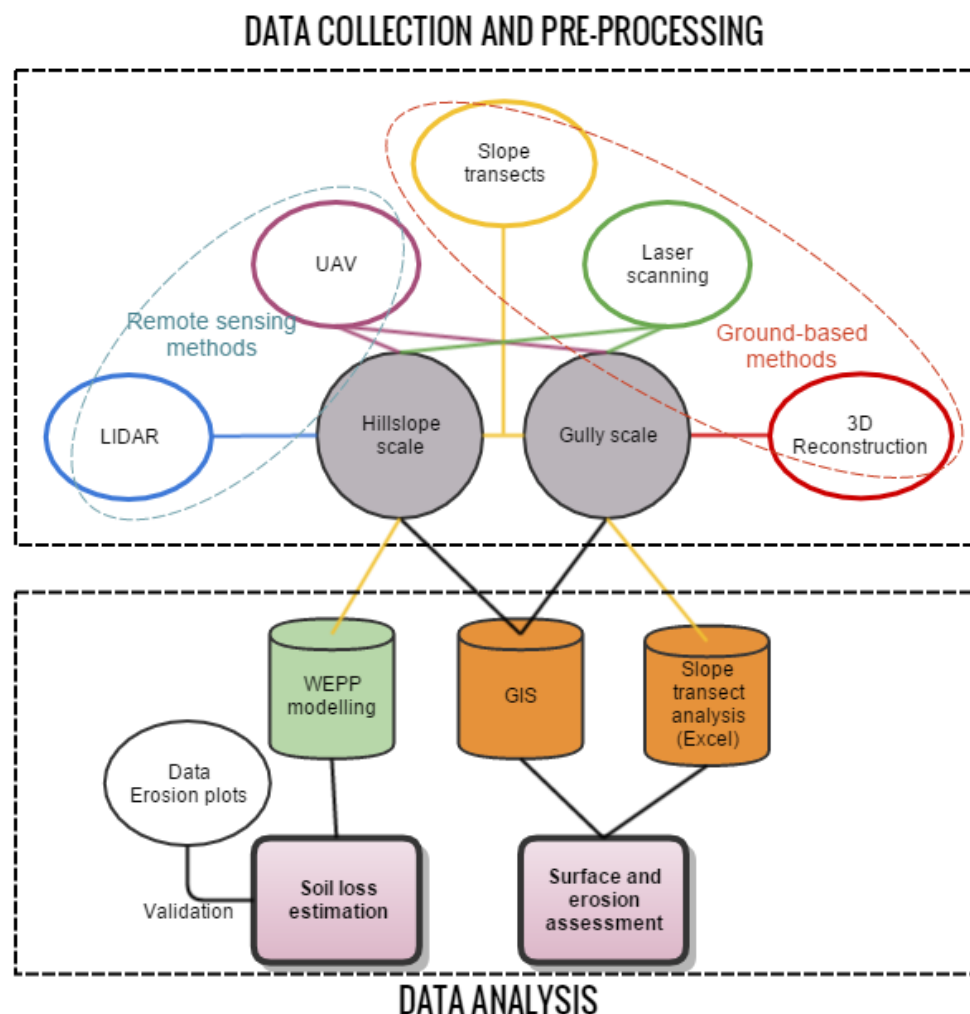 DATA COLLECTION AND PRE-PROCESSING
Slope
transects
UAV
Laser
scanning
Remote sensing
methods
Ground-based
methods
LIDAR
Hillslope
scale
Gully scale
3D
Reconstruction
WEPP
modelling
GIS
Slope
transect
analysis
(Excel)
Data
Erosion plots
Validation
Soil loss
estimation
Surface and
erosion
assessment
DATA ANALYSIS